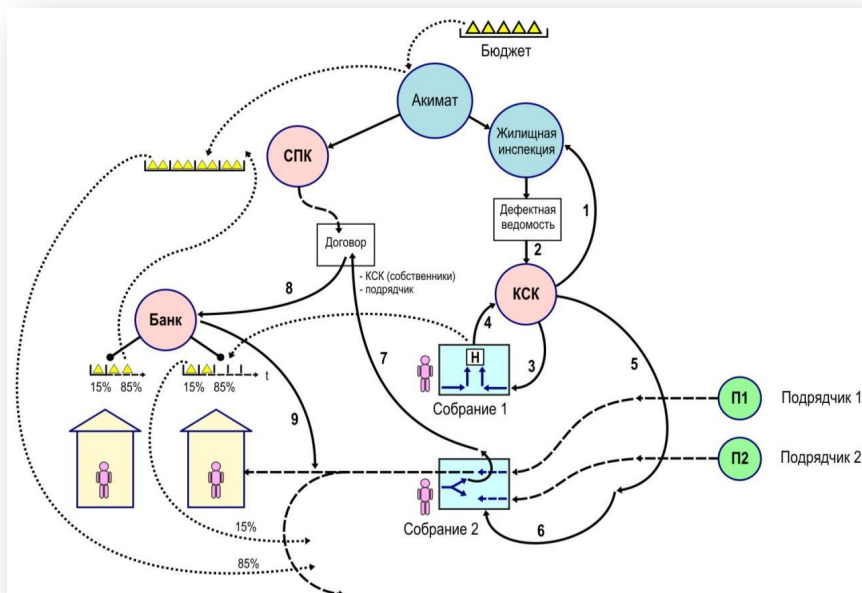 Бюджет
Акимат
СПК
Жилищная
инспекция
Дефектная
ведомость
1
2
Договор
- КСК (собственники)
- подрядчик
8
КСК
Банк
4
3
5
15% 85%
15% 85% t
Н
7
Собрание 1
П1
Подрядчик 1
9
П2
Подрядчик 2
Собрание 2
6
15%
85%